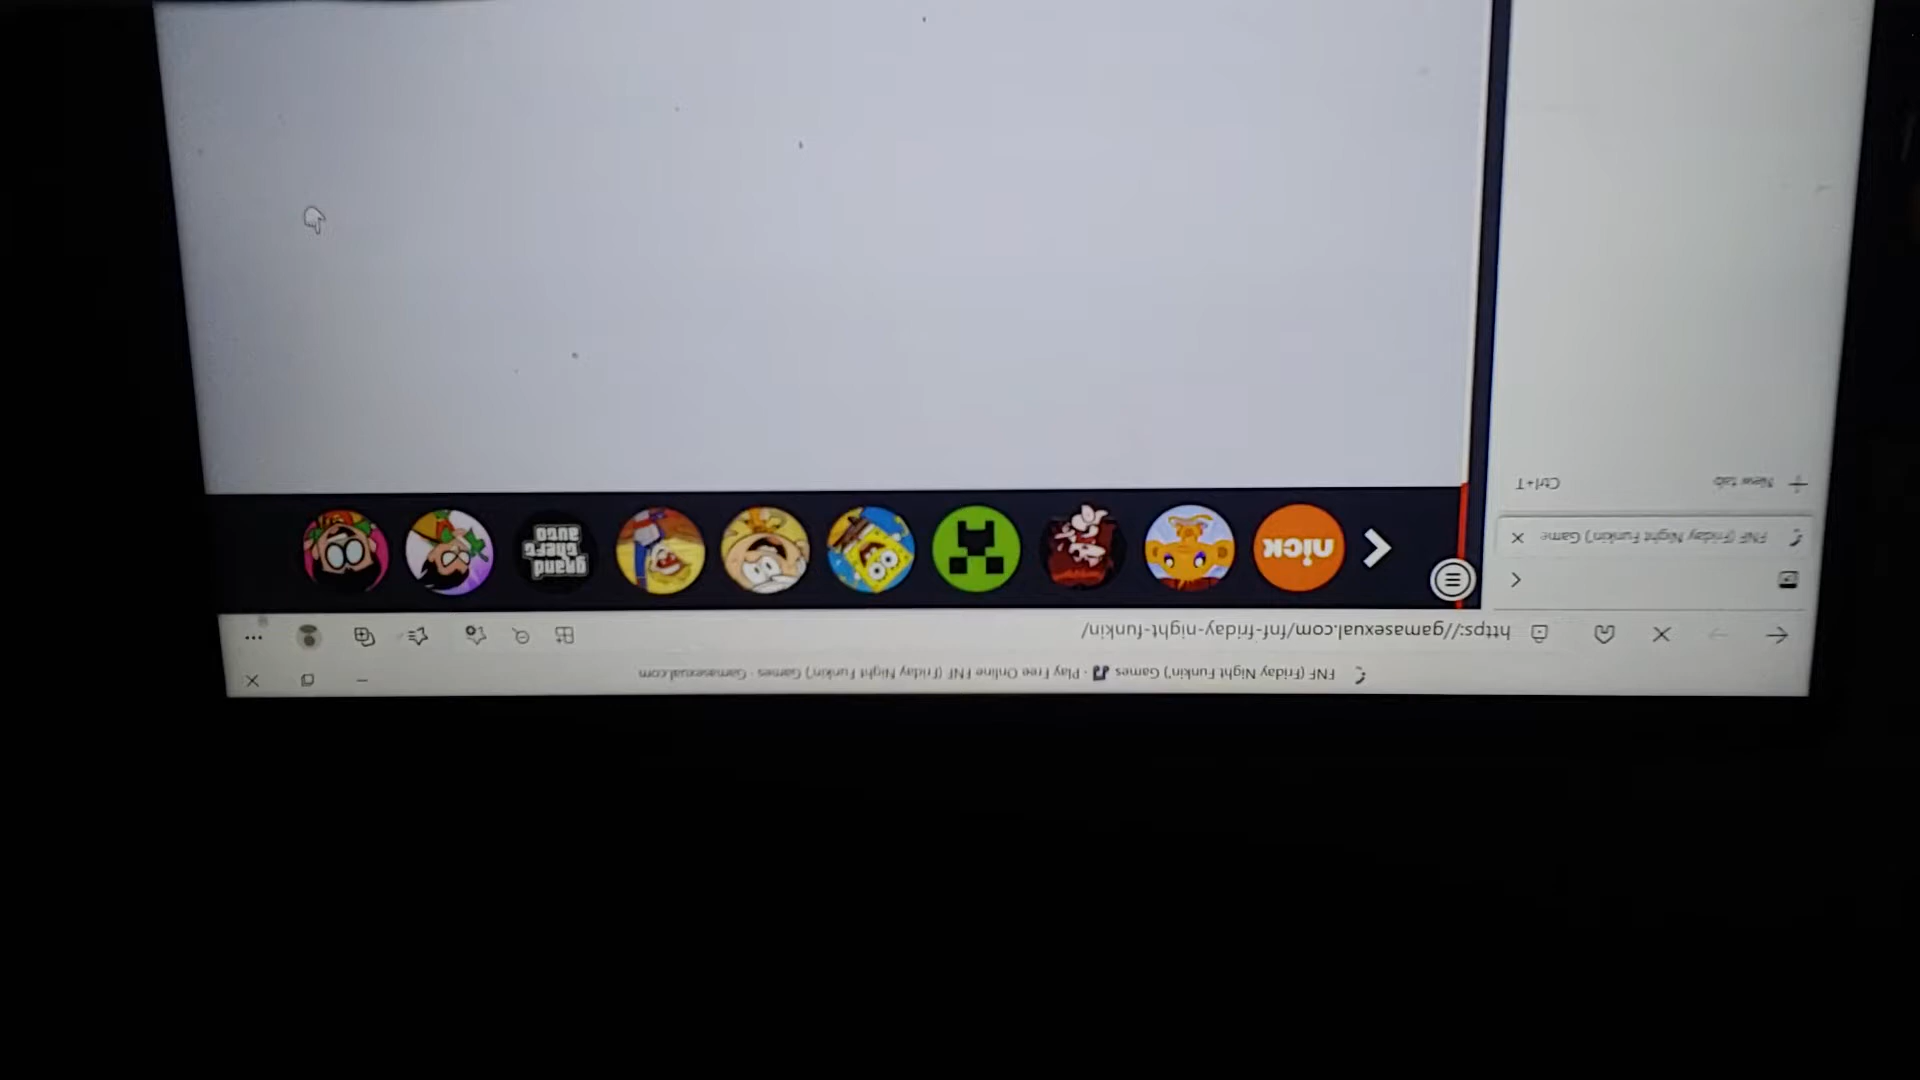 FNF (Friday Night Funkin') Games 🎵 · Play Free Online FNF (Friday Night Funkin') Games · Gamasexual.com
https://gamasexual.com/fnf-friday-night-funkin/
FNF (Friday Night Funkin') Game
New tab Ctrl+T
nick
grand
theft
auto